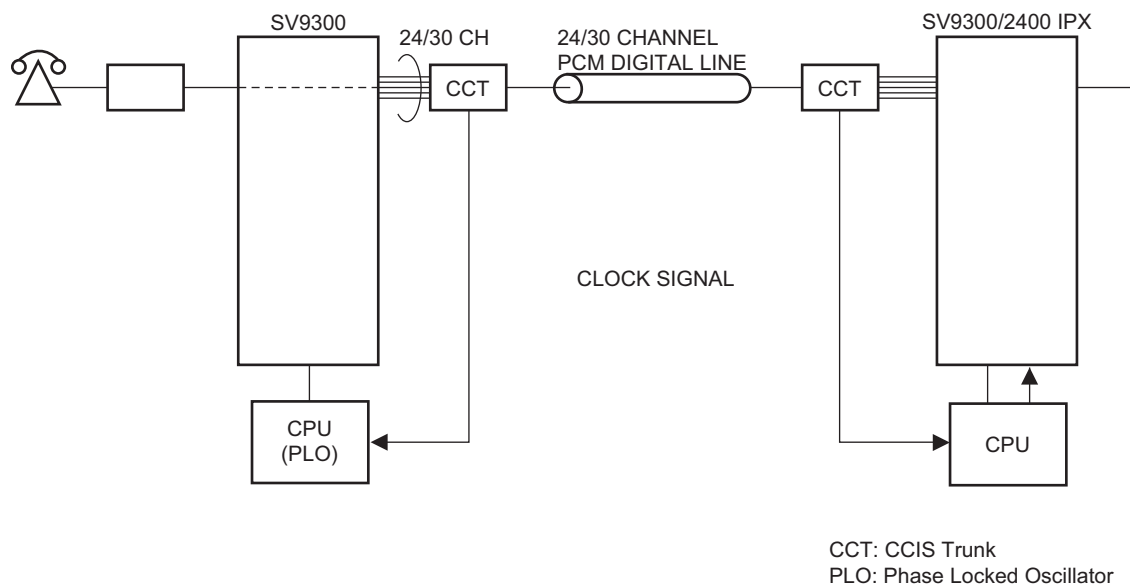 SV9300
SV9300/2400 IPX
24/30 CH
24/30 CHANNEL
PCM DIGITAL LINE
CCT
CCT
CLOCK SIGNAL
CPU
(PLO)
CPU
CCT: CCIS Trunk
PLO: Phase Locked Oscillator